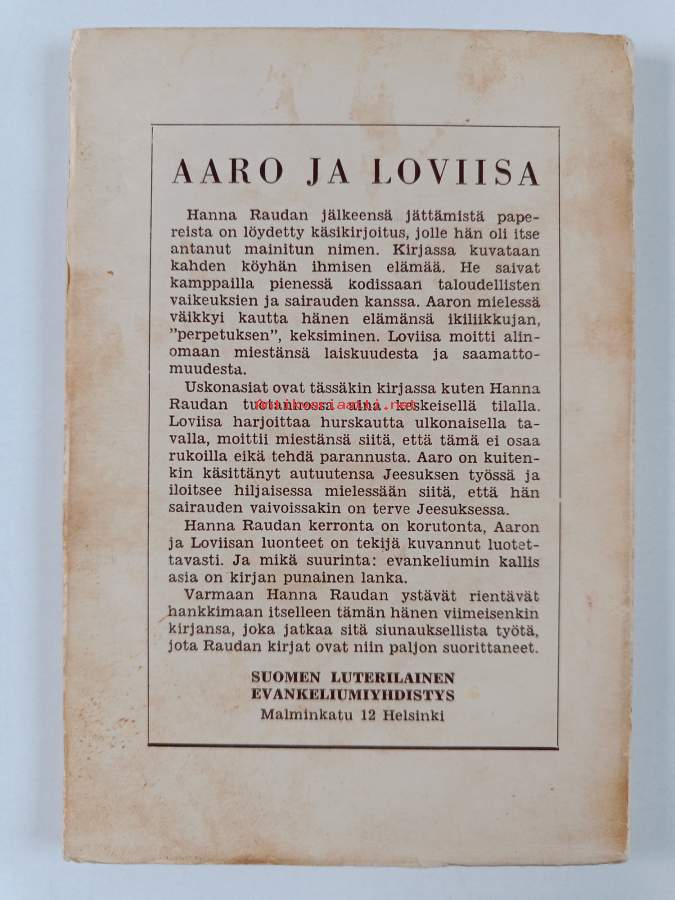 AARO JA LOVIISA
Hanna Raudan jälkeensä jättämistä pape-
reista on löydetty käsikirjoitus, jolle hän oli itse
antanut mainitun nimen. Kirjassa kuvataan
kahden köyhän ihmisen elämää. He saivat
kamppailla pienessä kodissaan taloudellisten
vaikeuksien ja sairauden kanssa. Aaron mielessä
väikkyi kautta hänen elämänsä ikiliikkujan,
”perpetuksen”, keksiminen. Loviisa moitti alin-
omaan miestänsä laiskuudesta ja saamatto-
muudesta.
Uskonasiat ovat tässäkin kirjassa kuten Hanna
Raudan tuotannossa aina keskeisellä tilalla.
Antikvariaatti.net
Loviisa harjoittaa hurskautta ulkonaisella ta-
valla, moittii miestänsä siitä, että tämä ei osaa
rukoilla eikä tehdä parannusta. Aaro on kuiten-
kin käsittänyt autuutensa Jeesuksen työssä ja
iloitsee hiljaisessa mielessään siitä, että hän
sairauden vaivoissakin on terve Jeesuksessa.
Hanna Raudan kerronta on korutonta, Aaron
ja Loviisan luonteet on tekijä kuvannut luotet-
tavasti. Ja mikä suurinta: evankeliumin kallis
asia on kirjan punainen lanka.
Varmaan Hanna Raudan ystävät rientävät
hankkimaan itselleen tämän hänen viimeisenkin
kirjansa, joka jatkaa sitä siunauksellista työtä,
jota Raudan kirjat ovat niin paljon suorittaneet.
SUOMEN LUTERILAINEN
EVANKELIUMIYHDISTYS
Malminkatu 12 Helsinki